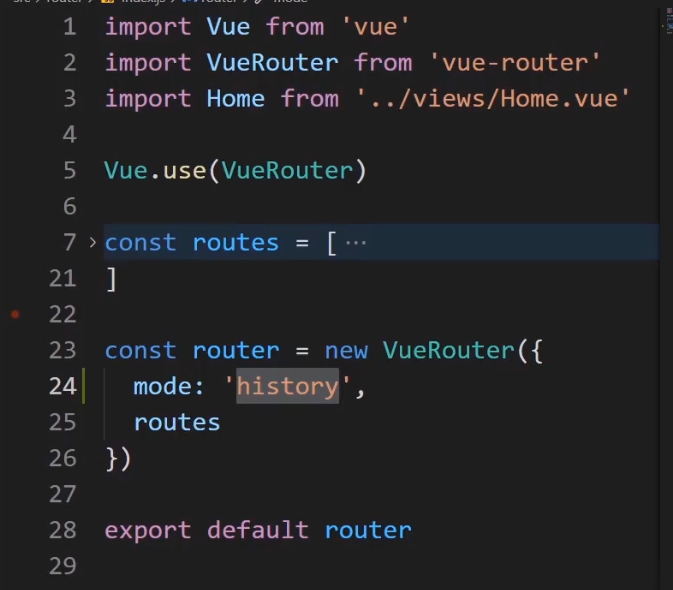 src > router > index.js > router > mode
1 import Vue from 'vue'
2 import VueRouter from 'vue-router'
3 import Home from '../views/Home.vue'
4
5 Vue.use(VueRouter)
6
7 const routes = [ ···
21 ]
22
23 const router = new VueRouter({
24 mode: 'history',
25 routes
26 })
27
28 export default router
29